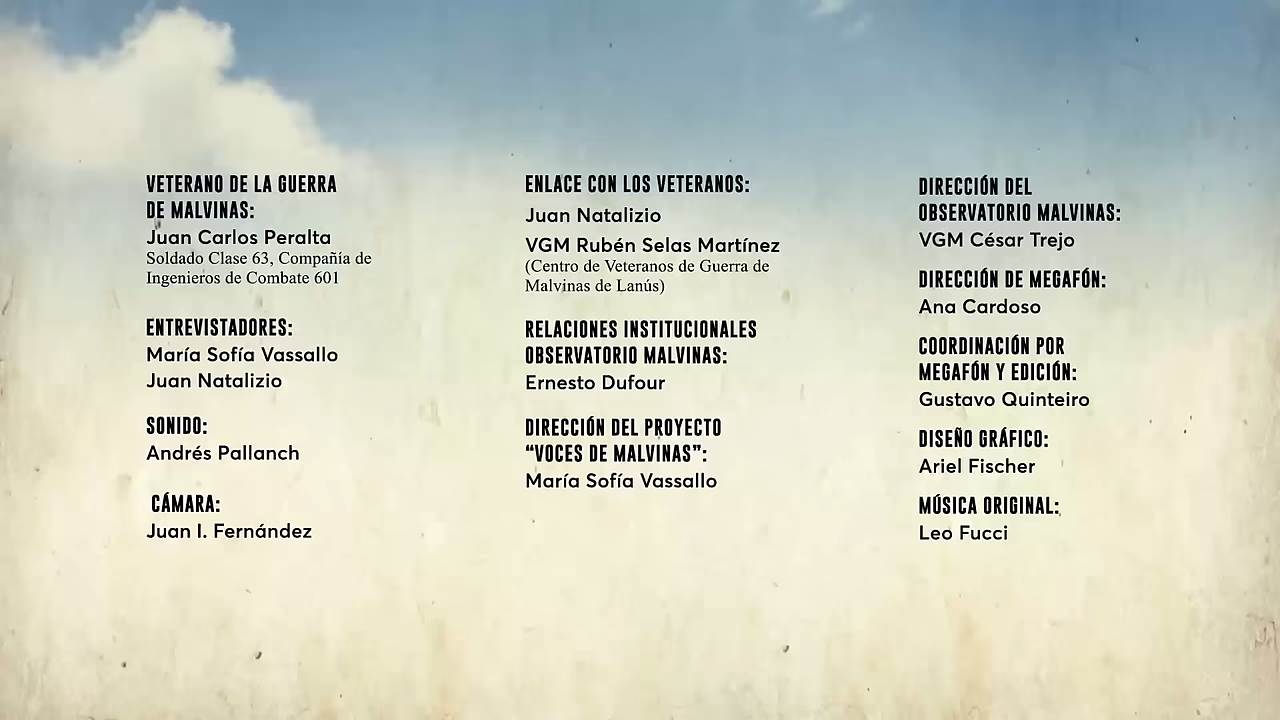 VETERANO DE LA GUERRA
DE MALVINAS:
Juan Carlos Peralta
Soldado Clase 63, Compañía de
Ingenieros de Combate 601
ENTREVISTADORES:
María Sofía Vassallo
Juan Natalizio
SONIDO:
Andrés Pallanch
CÁMARA:
Juan I. Fernández
ENLACE CON LOS VETERANOS:
Juan Natalizio
VGM Rubén Selas Martínez
(Centro de Veteranos de Guerra de
Malvinas de Lanús)
RELACIONES INSTITUCIONALES
OBSERVATORIO MALVINAS:
Ernesto Dufour
DIRECCIÓN DEL PROYECTO
“VOCES DE MALVINAS”:
María Sofía Vassallo
DIRECCIÓN DEL
OBSERVATORIO MALVINAS:
VGM César Trejo
DIRECCIÓN DE MEGAFÓN:
Ana Cardoso
COORDINACIÓN POR
MEGAFÓN Y EDICIÓN:
Gustavo Quinteiro
DISEÑO GRÁFICO:
Ariel Fischer
MÚSICA ORIGINAL:
Leo Fucci